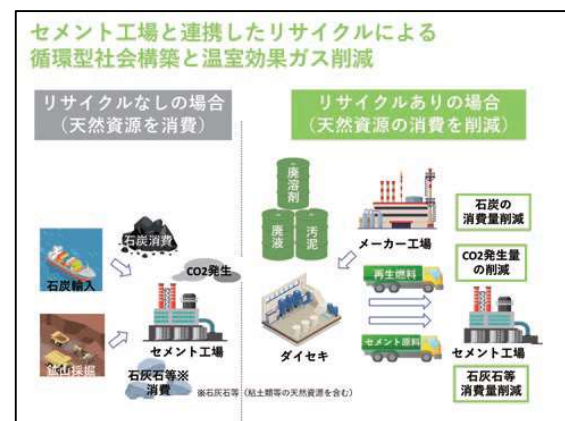 セメント工場と連携したリサイクルによる
循環型社会構築と温室効果ガス削減
リサイクルなしの場合
（天然資源を消費）
石炭消費
CO2発生
石炭輸入
セメント工場
鉱山採掘
石灰石等※
消費
※石灰石等（粘土類等の天然資源を含む）
リサイクルありの場合
（天然資源の消費を削減）
廃溶剤
廃液
汚泥
メーカー工場
石炭の
消費量削減
CO2発生量
の削減
再生燃料
ダイセキ
セメント原料
セメント工場
石灰石等
消費量削減